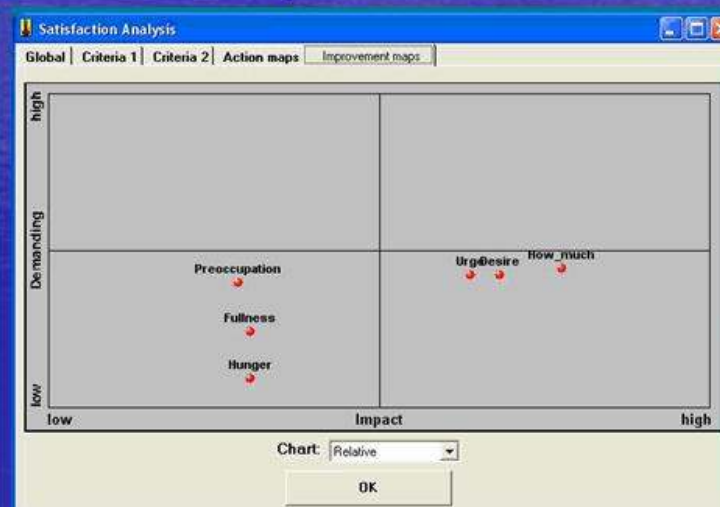 Satisfaction Analysis
Global Criteria 1 Criteria 2 Action maps Improvement maps
high
Demanding
low
Preoccupation
Fullness
Hunger
Urge
Desire
How_much
low Impact high
Chart: Relative
OK